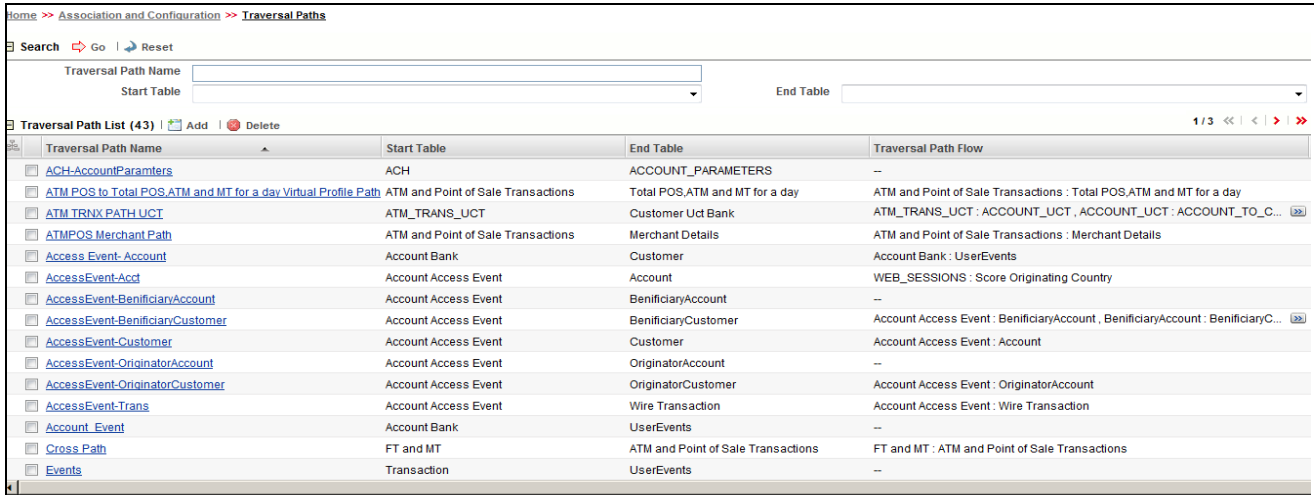 Home >> Association and Configuration >> Traversal Paths
Search Go | Reset
Traversal Path Name
Start Table End Table
Traversal Path List (43) | Add | Delete 1 / 3 << | < | > | >>
Traversal Path Name Start Table End Table Traversal Path Flow
ACH-AccountParamters ACH ACCOUNT_PARAMETERS --
ATM POS to Total POS,ATM and MT for a day Virtual Profile Path ATM and Point of Sale Transactions Total POS,ATM and MT for a day ATM and Point of Sale Transactions : Total POS,ATM and MT for a day
ATM TRNX PATH UCT ATM_TRANS_UCT Customer Uct Bank ATM_TRANS_UCT : ACCOUNT_UCT , ACCOUNT_UCT : ACCOUNT_TO_C... >>
ATMPOS Merchant Path ATM and Point of Sale Transactions Merchant Details ATM and Point of Sale Transactions : Merchant Details
Access Event- Account Account Bank Customer Account Bank : UserEvents
AccessEvent-Acct Account Access Event Account WEB_SESSIONS : Score Originating Country
AccessEvent-BenificiaryAccount Account Access Event BenificiaryAccount --
AccessEvent-BenificiaryCustomer Account Access Event BenificiaryCustomer Account Access Event : BenificiaryAccount , BenificiaryAccount : BenificiaryC... >>
AccessEvent-Customer Account Access Event Customer Account Access Event : Account
AccessEvent-OriginatorAccount Account Access Event OriginatorAccount --
AccessEvent-OriginatorCustomer Account Access Event OriginatorCustomer Account Access Event : OriginatorAccount
AccessEvent-Trans Account Access Event Wire Transaction Account Access Event : Wire Transaction
Account_Event Account Bank UserEvents --
Cross Path FT and MT ATM and Point of Sale Transactions FT and MT : ATM and Point of Sale Transactions
Events Transaction UserEvents --